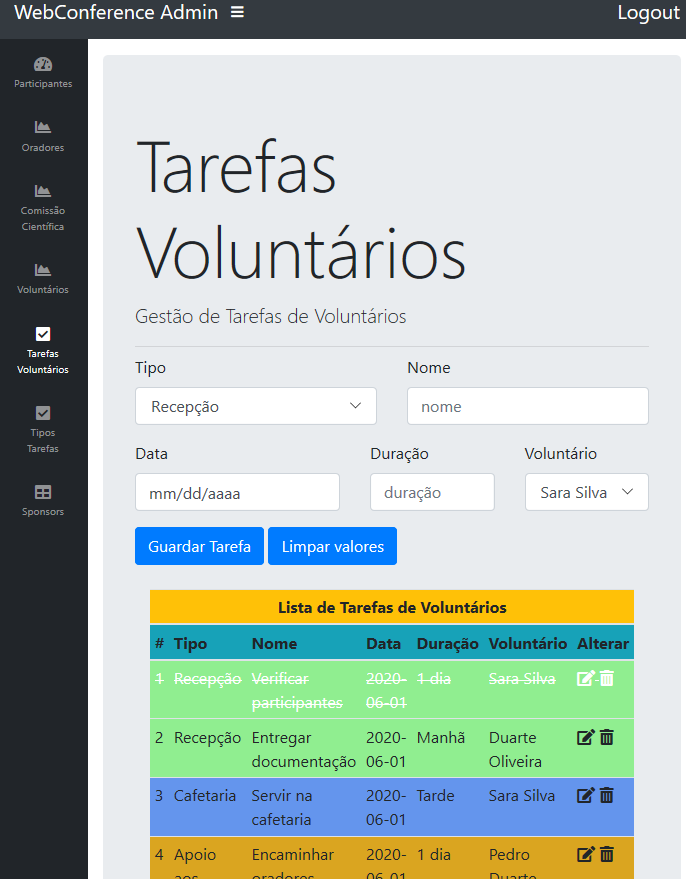 WebConference Admin
Logout
Participantes
Oradores
Comissão
Científica
Voluntários
Tarefas
Voluntários
Tipos
Tarefas
Sponsors
Tarefas
Voluntários
Gestão de Tarefas de Voluntários
Tipo Nome
Recepção nome
Data Duração Voluntário
mm/dd/aaaa duração Sara Silva
Guardar Tarefa Limpar valores
Lista de Tarefas de Voluntários
# Tipo Nome Data Duração Voluntário Alterar
1 Recepção Verificar 2020- 1 dia Sara Silva
participantes 06-01
2 Recepção Entregar 2020- Manhã Duarte
documentação 06-01 Oliveira
3 Cafetaria Servir na 2020- Tarde Sara Silva
cafetaria 06-01
4 Apoio Encaminhar 2020- 1 dia Pedro
aos oradores 06-01 Duarte